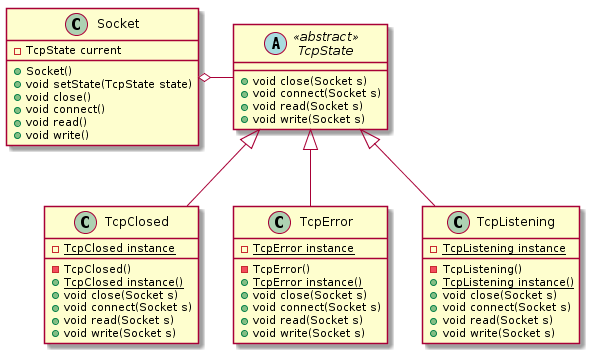 C Socket
TcpState current
Socket()
void setState(TcpState state)
void close()
void connect()
void read()
void write()
A «abstract»
TcpState
void close(Socket s)
void connect(Socket s)
void read(Socket s)
void write(Socket s)
C TcpClosed
TcpClosed instance
TcpClosed()
TcpClosed instance()
void close(Socket s)
void connect(Socket s)
void read(Socket s)
void write(Socket s)
C TcpError
TcpError instance
TcpError()
TcpError instance()
void close(Socket s)
void connect(Socket s)
void read(Socket s)
void write(Socket s)
C TcpListening
TcpListening instance
TcpListening()
TcpListening instance()
void close(Socket s)
void connect(Socket s)
void read(Socket s)
void write(Socket s)